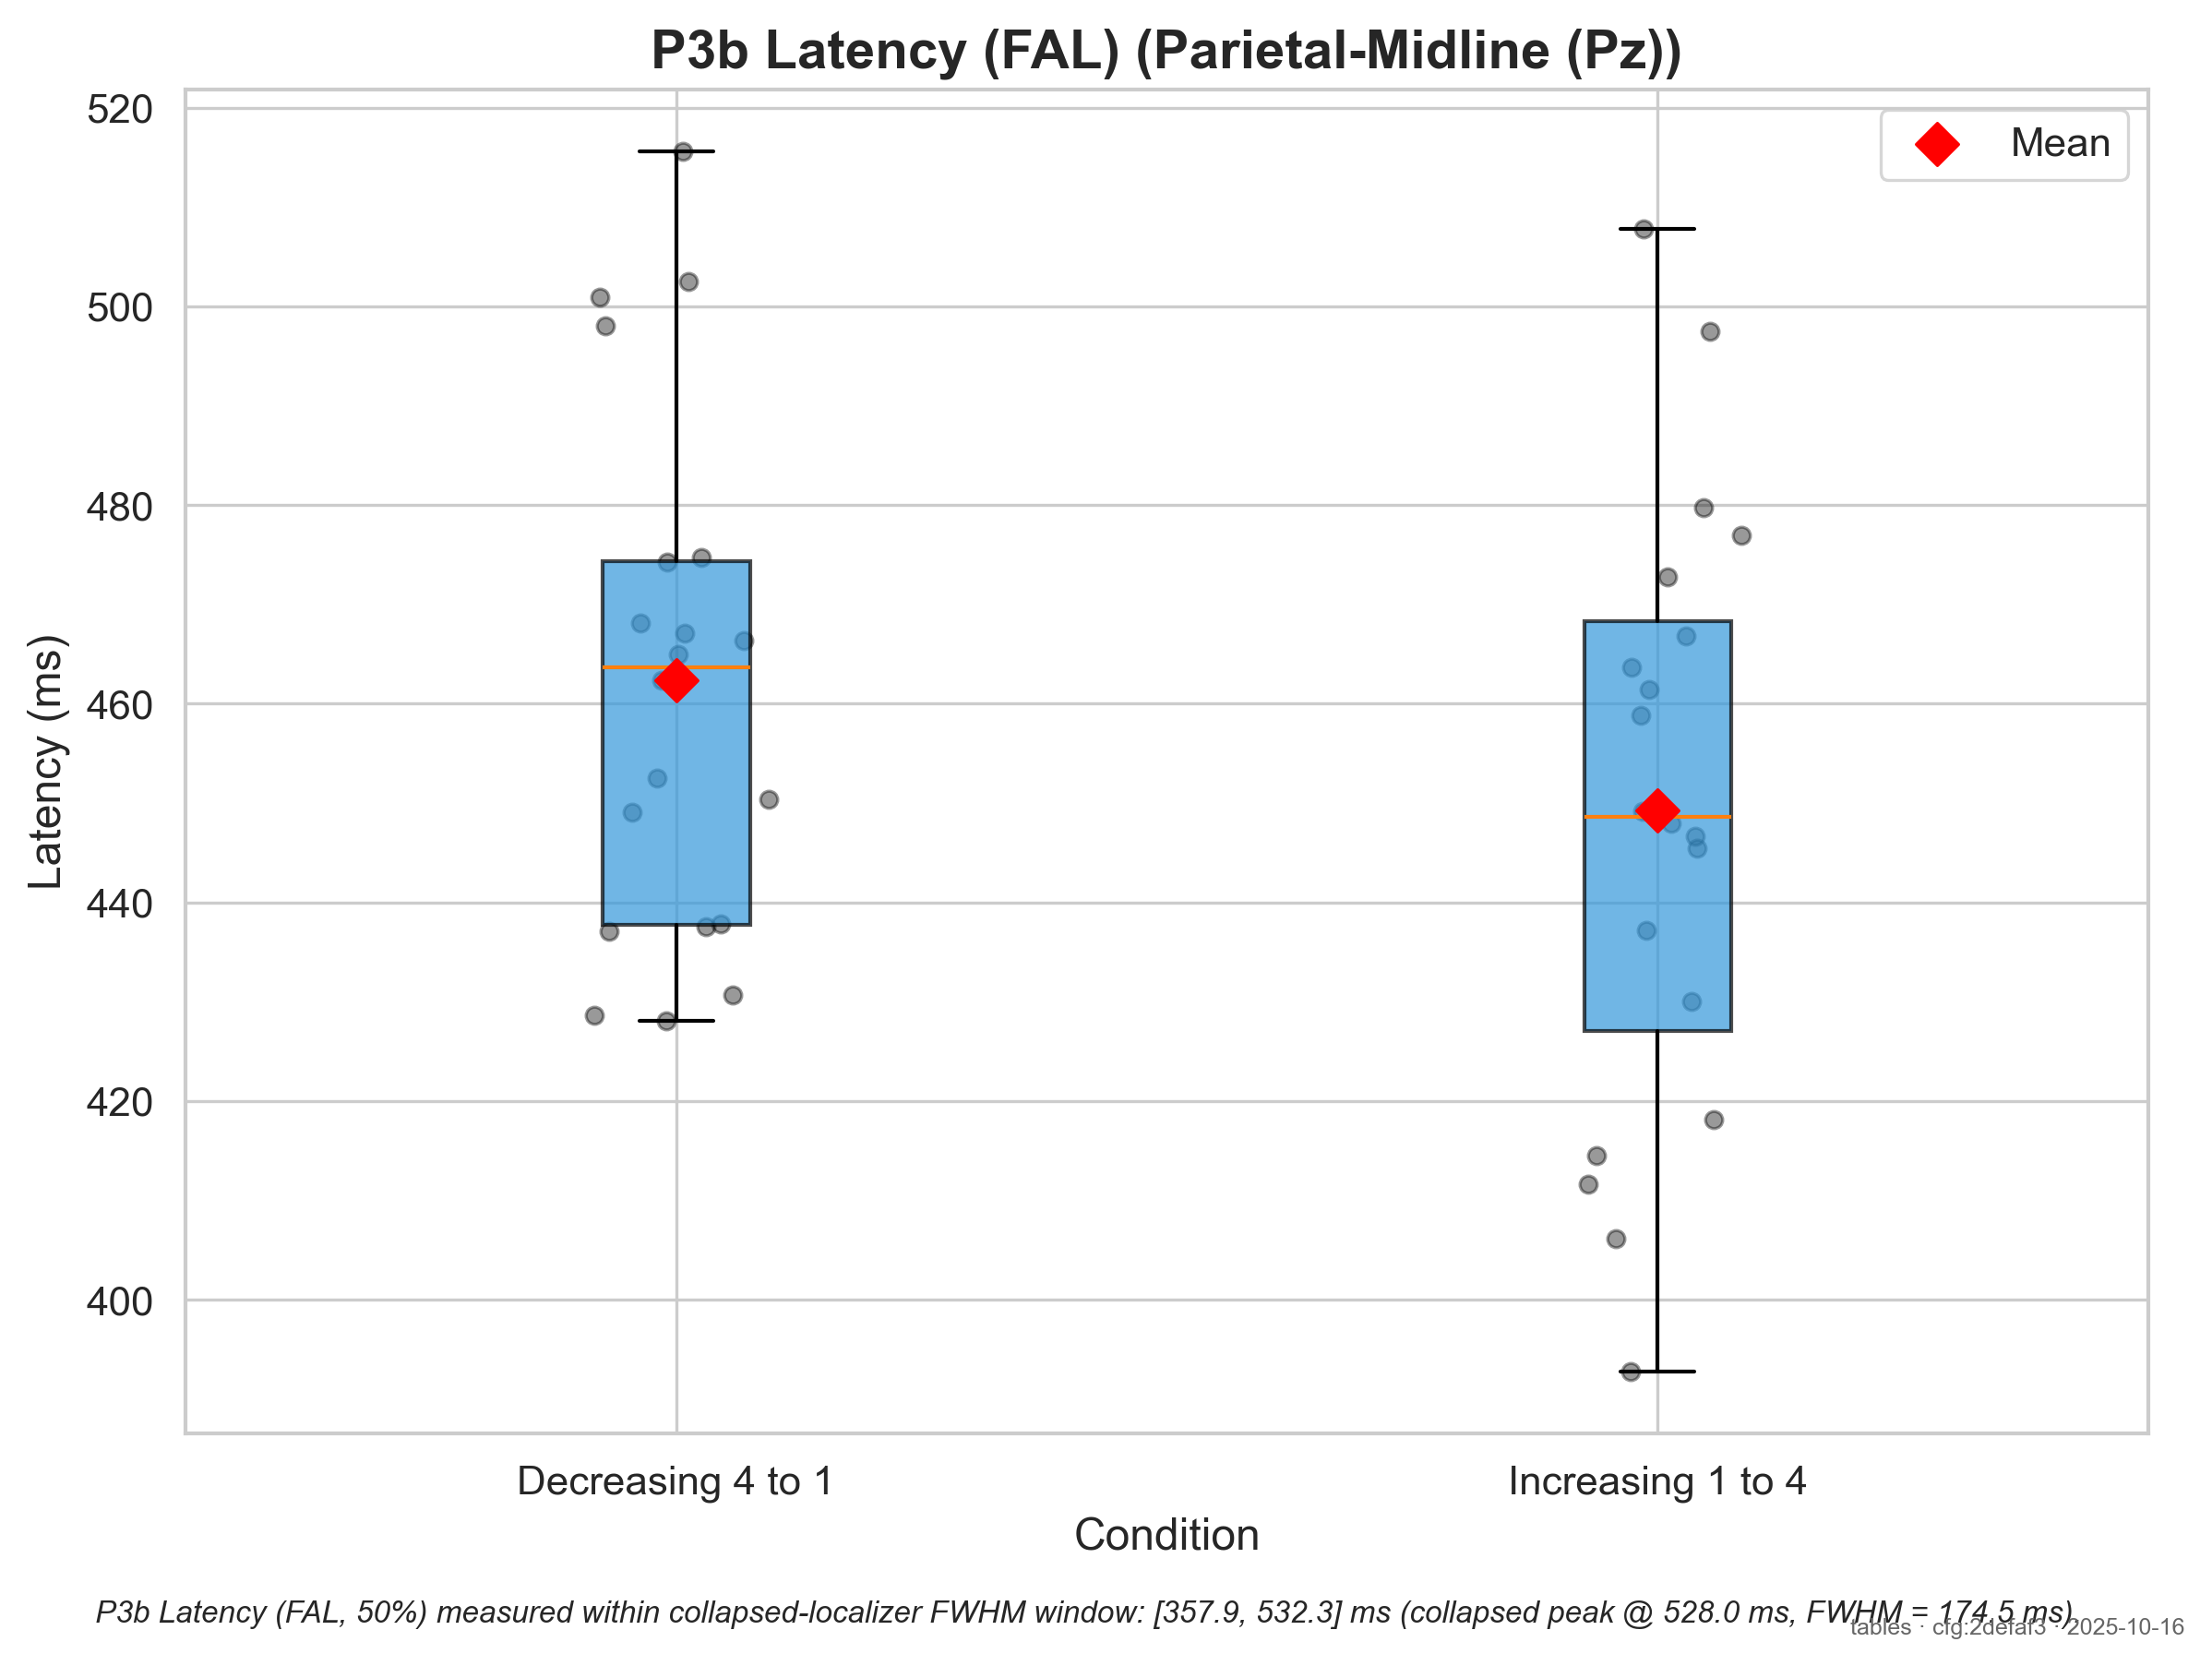 P3b Latency (FAL) (Parietal-Midline (Pz))
Mean
520
500
480
460
440
420
400
Latency (ms)
Decreasing 4 to 1
Increasing 1 to 4
Condition
P3b Latency (FAL, 50%) measured within collapsed-localizer FWHM window: [357.9, 532.3] ms (collapsed peak @ 528.0 ms, FWHM = 174.5 ms)
tables · cfg:2defaf3 · 2025-10-16